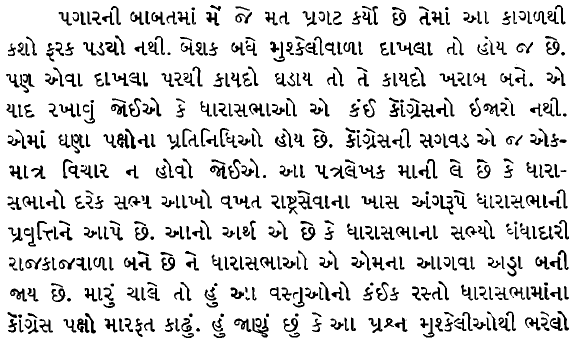 પગારની બાબતમાં મેં જે મત પ્રગટ કર્યો છે તેમાં આ કાગળથી
કશો ફરક પડયો નથી. બેશક બધે મુશ્કેલીવાળા દાખલા તો હોય જ છે.
પણ એવા દાખલા પરથી કાયદો ઘડાય તો તે કાયદો ખરાબ બને. એ
યાદ રખાવું જોઈએ કે ધારાસભાઓ એ કંઈ કૉંગ્રેસનો ઇજારો નથી.
એમાં ઘણા પક્ષોના પ્રતિનિધિઓ હોય છે. કૉંગ્રેસની સગવડ એ જ એક-
માત્ર વિચાર ન હોવો જોઈએ. આ પત્રલેખક માની લે છે કે ધારા-
સભાનો દરેક સભ્ય આખો વખત રાષ્ટ્રસેવાના ખાસ અંગરૂપે ધારાસભાની
પ્રવૃત્તિને આપે છે. આનો અર્થ એ છે કે ધારાસભાના સભ્યો ધંધાદારી
રાજકાજવાળા બને છે ને ધારાસભાઓ એ એમના આગવા અડ્ડા બની
જાય છે. મારું ચાલે તો હું આ વસ્તુઓનો કંઈક રસ્તો ધારાસભામાંના
કૉંગ્રેસ પક્ષો મારફત કાઢું. હું જાણું છું કે આ પ્રશ્ન મુશ્કેલીઓથી ભરેલો